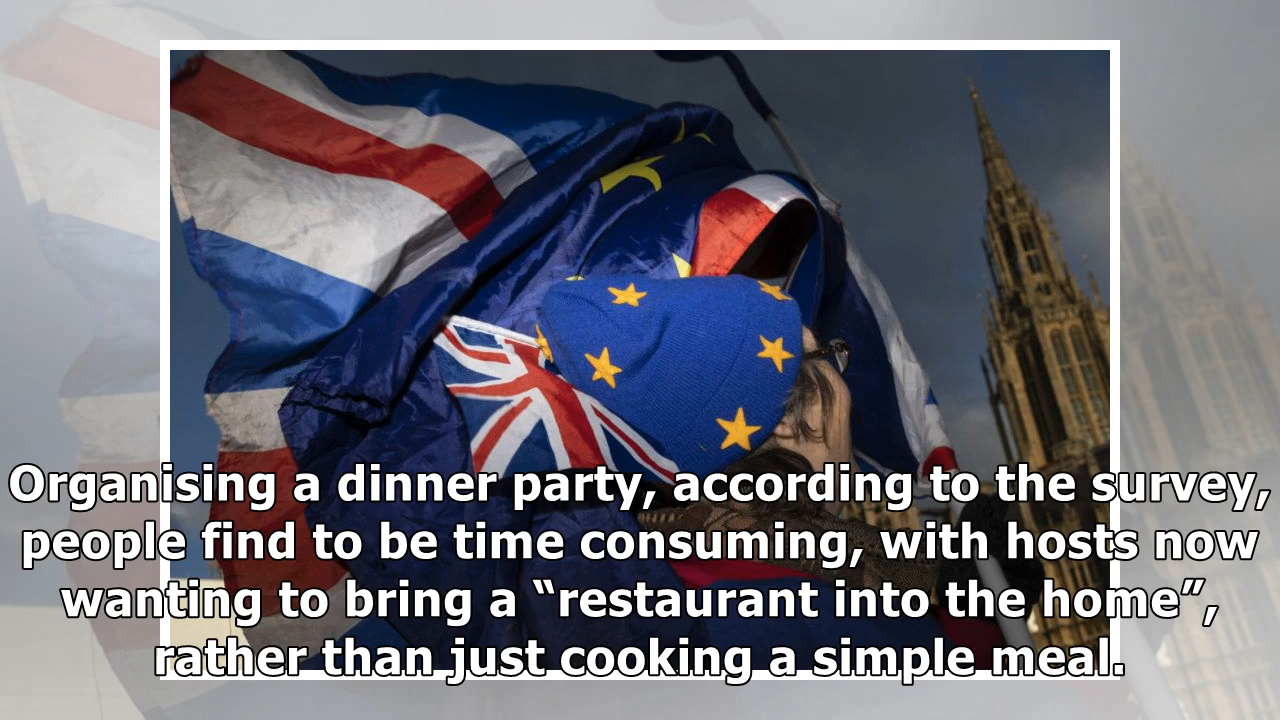 Organising a dinner party, according to the survey,
people find to be time consuming, with hosts now
wanting to bring a “restaurant into the home”,
rather than just cooking a simple meal.